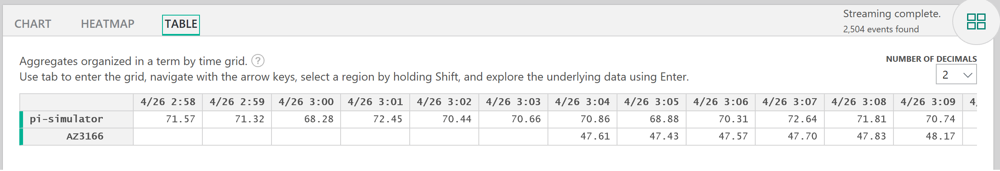 CHART HEATMAP TABLE
Streaming complete.
2,504 events found
Aggregates organized in a term by time grid. ?
Use tab to enter the grid, navigate with the arrow keys, select a region by holding Shift, and explore the underlying data using Enter.
NUMBER OF DECIMALS
2
4/26 2:58 4/26 2:59 4/26 3:00 4/26 3:01 4/26 3:02 4/26 3:03 4/26 3:04 4/26 3:05 4/26 3:06 4/26 3:07 4/26 3:08 4/26 3:09 4/
pi-simulator 71.57 71.32 68.28 72.45 70.44 70.66 70.86 68.88 70.31 72.64 71.81 70.74
AZ3166 47.61 47.43 47.57 47.70 47.83 48.17